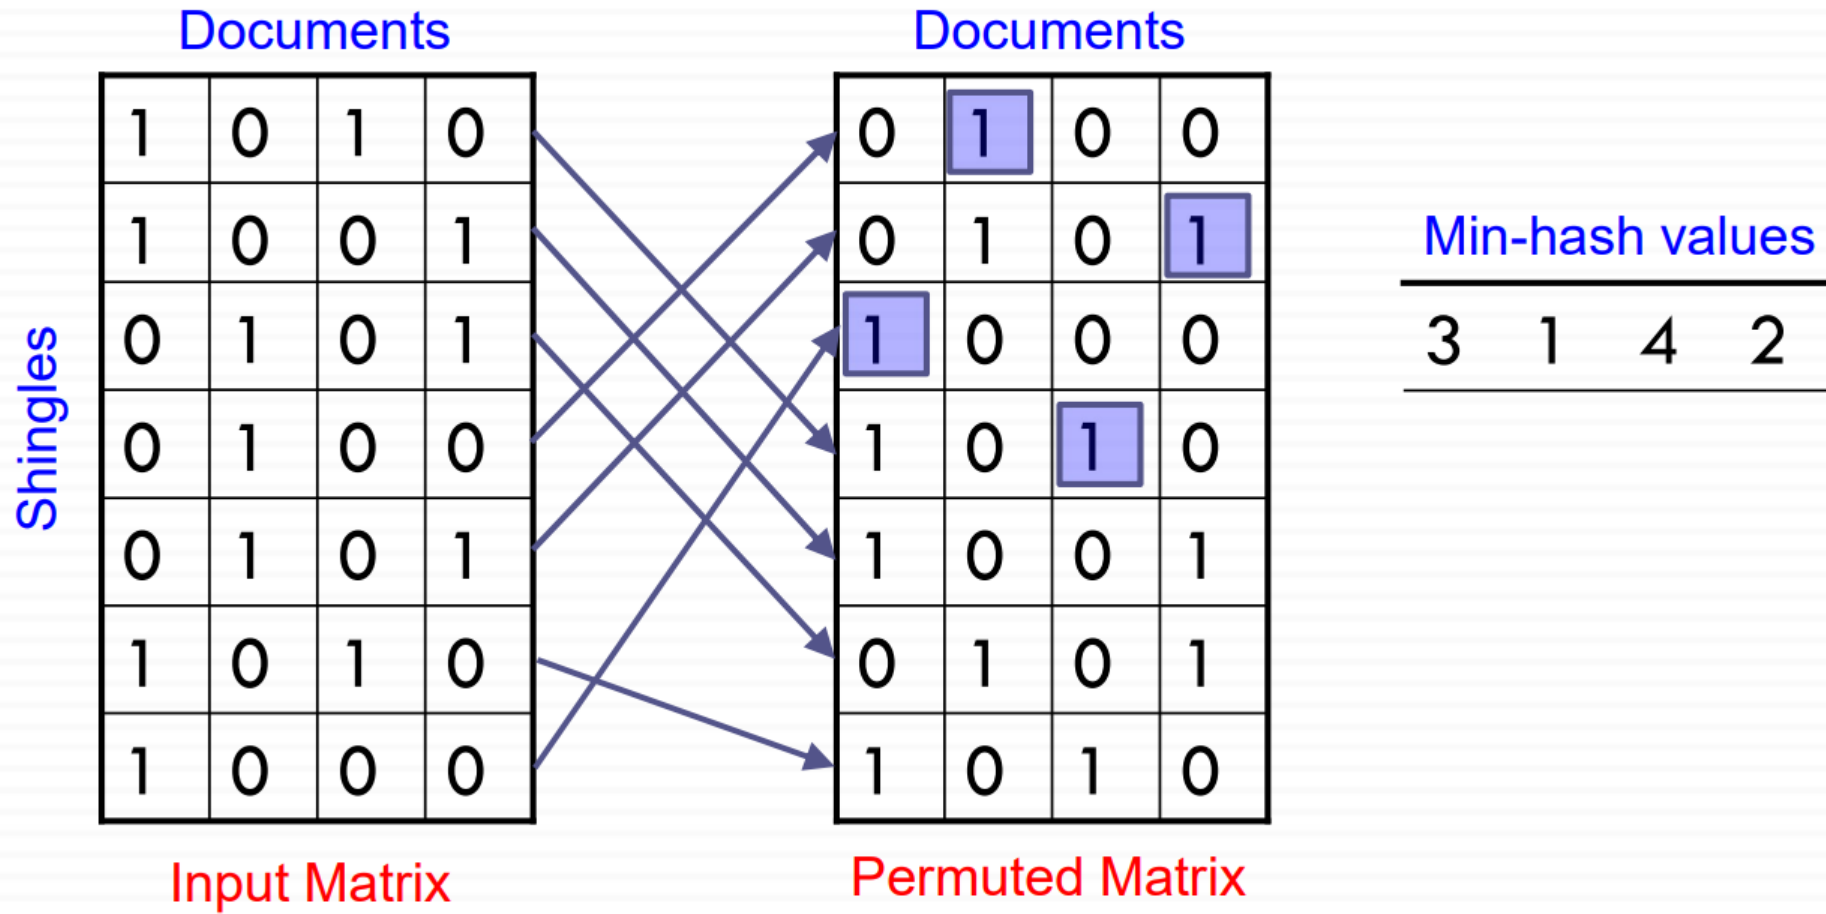 Documents
Documents
1 0 1 0
1 0 0 1
0 1 0 1
0 1 0 0
0 1 0 1
1 0 1 0
1 0 0 0
0 1 0 0
0 1 0 1
1 0 0 0
1 0 1 0
1 0 0 1
0 1 0 1
1 0 1 0
Shingles
Min-hash values
3 1 4 2
Input Matrix
Permuted Matrix